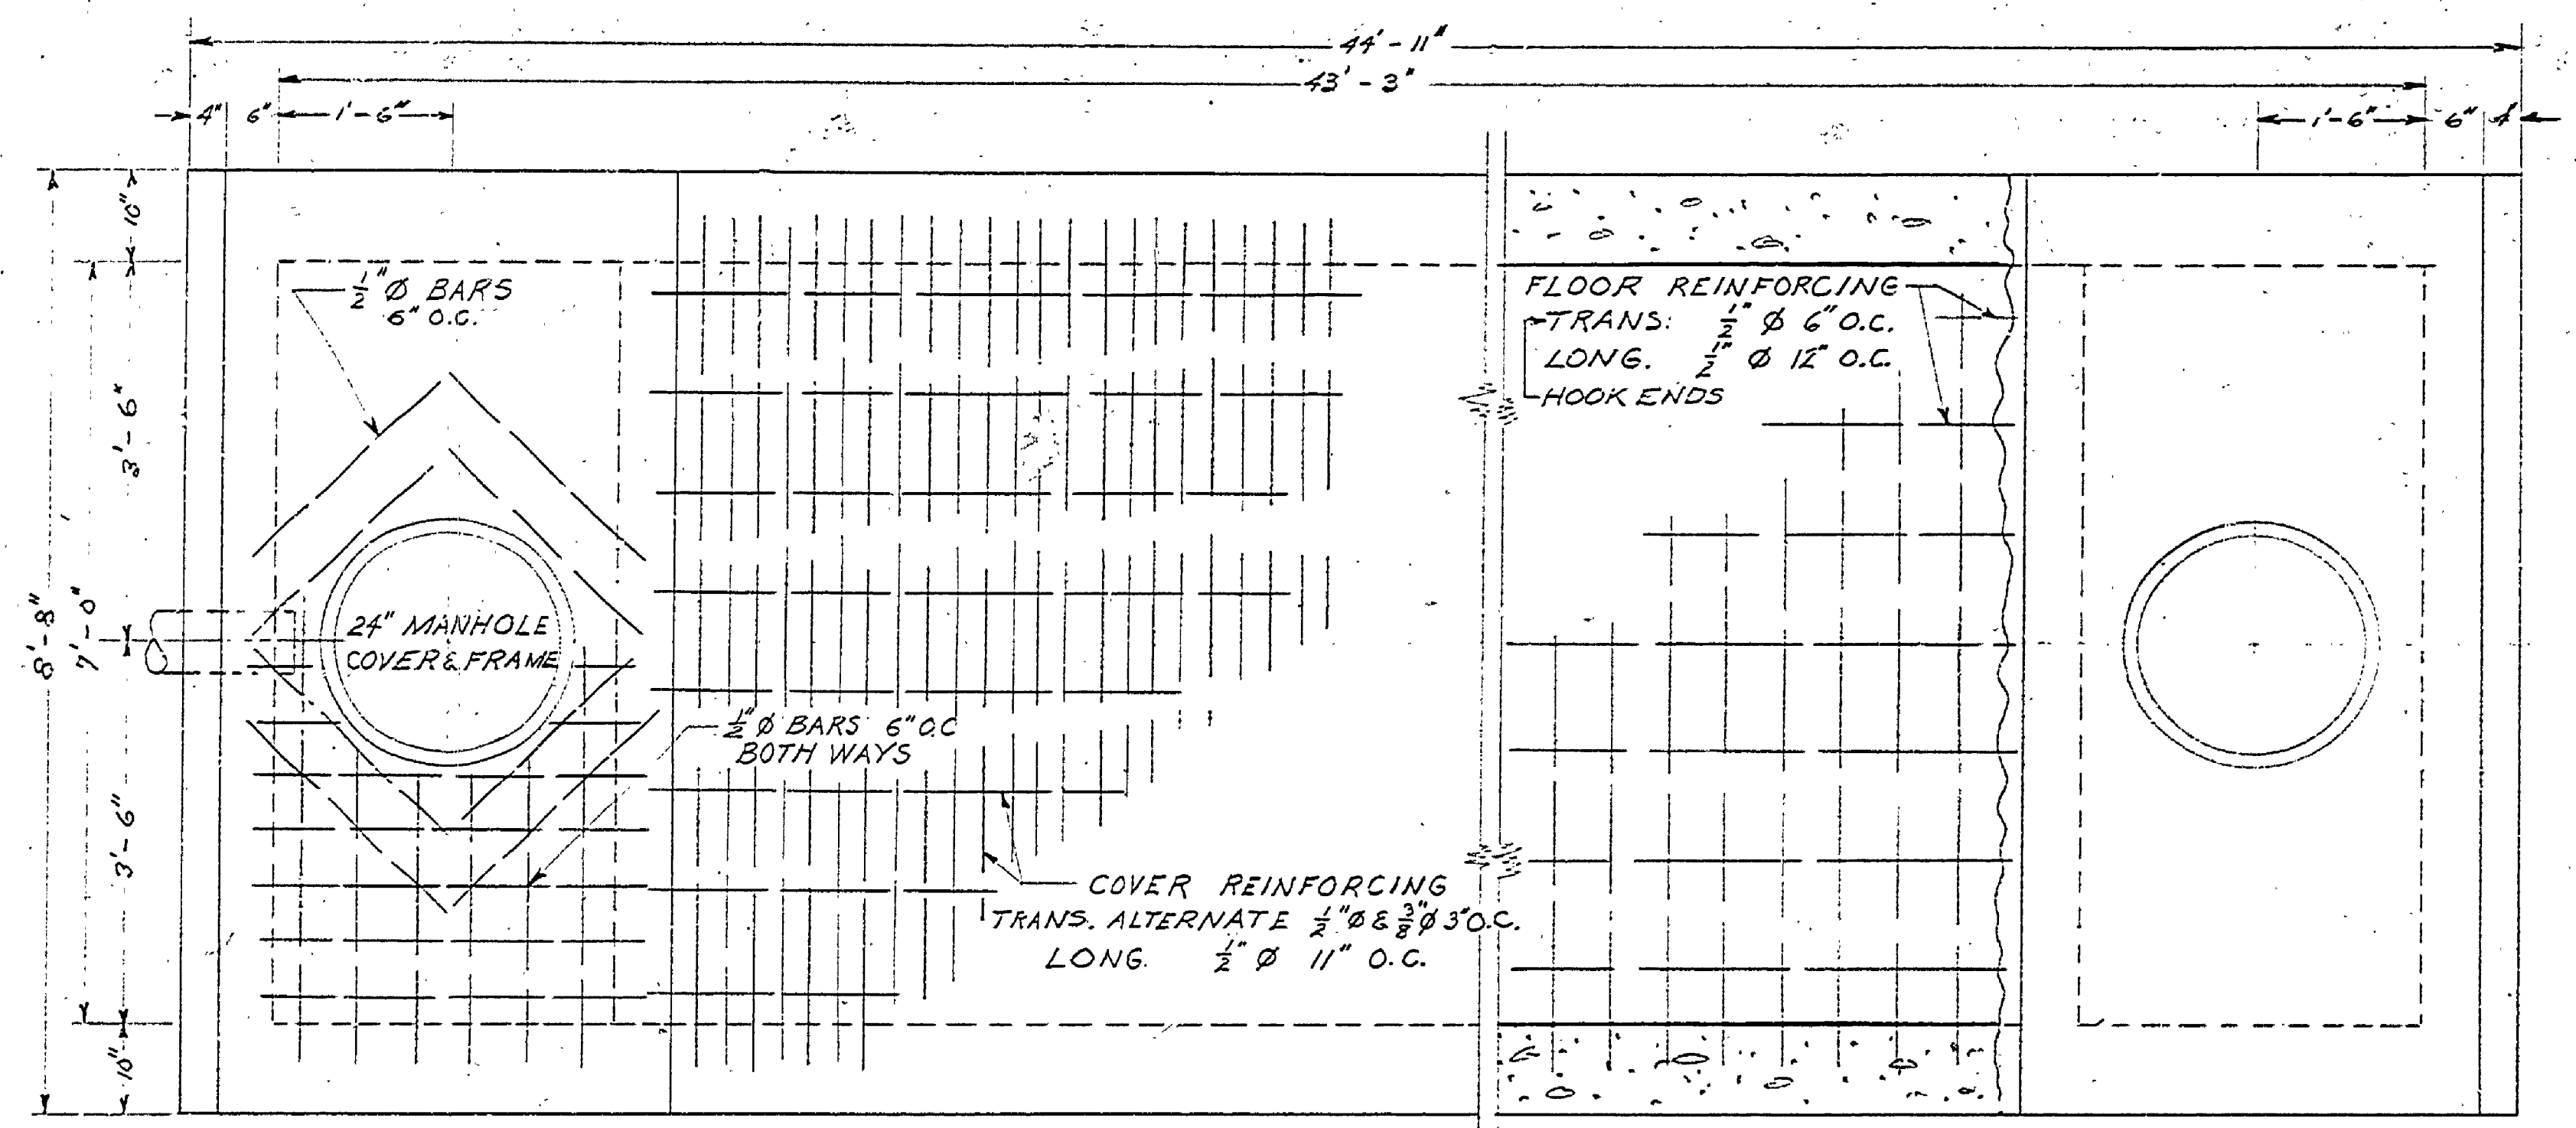 44'-11"
43'-3"
4" 6" 1'-6"
1'-6" 6" 4
10"
3'-6"
8'-8"
7'-0"
3'-6"
10"
½"Ø BARS
6" O.C.
24" MANHOLE
COVER & FRAME
½"Ø BARS 6" O.C
BOTH WAYS
COVER REINFORCING
TRANS. ALTERNATE ½"Ø & ⅜"Ø 3"O.C.
LONG. ½"Ø 11" O.C.
FLOOR REINFORCING
TRANS: ½"Ø 6" O.C.
LONG. ½"Ø 12" O.C.
HOOK ENDS